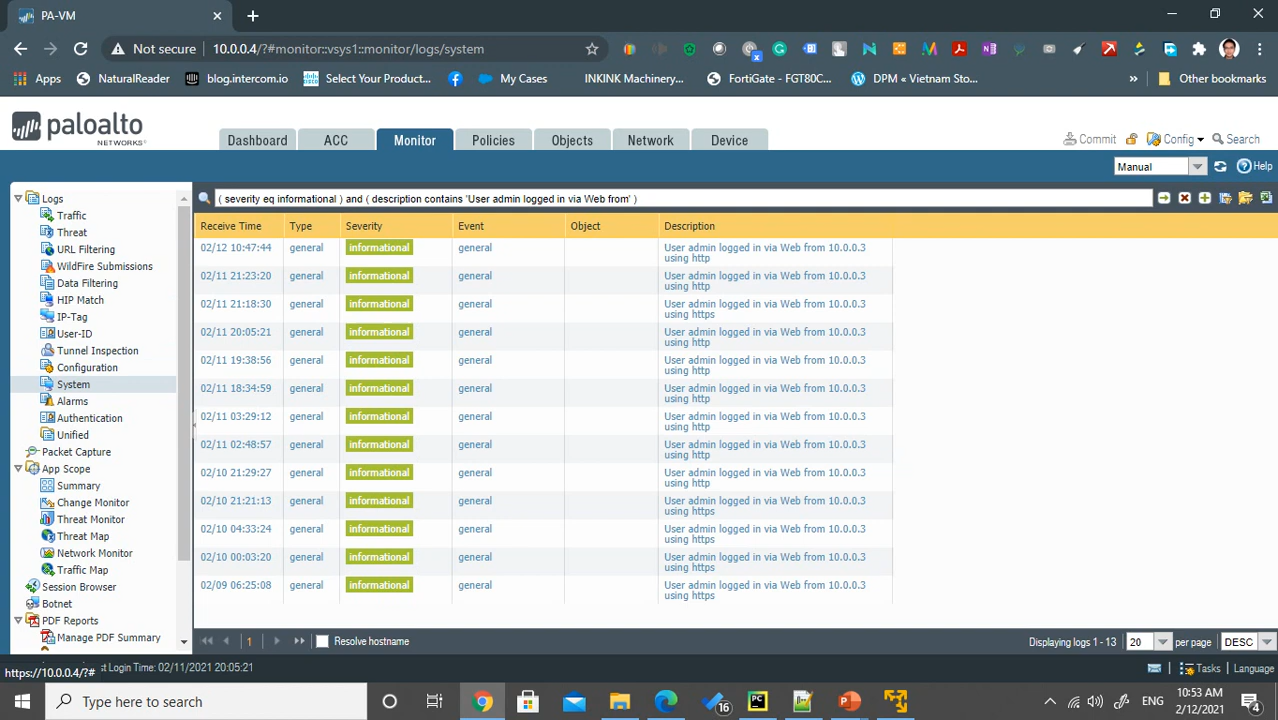 PA-VM
Not secure 10.0.0.4/?#monitor::vsys1::monitor/logs/system
Apps NaturalReader blog.intercom.io Select Your Product... My Cases INKINK Machinery... FortiGate - FGT80C... DPM « Vietnam Sto... » Other bookmarks
paloalto
NETWORKS
Dashboard ACC Monitor Policies Objects Network Device
Commit Config Search
Manual Help
Logs
Traffic
Threat
URL Filtering
WildFire Submissions
Data Filtering
HIP Match
IP-Tag
User-ID
Tunnel Inspection
Configuration
System
Alarms
Authentication
Unified
Packet Capture
App Scope
Summary
Change Monitor
Threat Monitor
Threat Map
Network Monitor
Traffic Map
Session Browser
Botnet
PDF Reports
Manage PDF Summary
( severity eq informational ) and ( description contains 'User admin logged in via Web from' )
Receive Time Type Severity Event Object Description
02/12 10:47:44 general informational general User admin logged in via Web from 10.0.0.3
using http
02/11 21:23:20 general informational general User admin logged in via Web from 10.0.0.3
using http
02/11 21:18:30 general informational general User admin logged in via Web from 10.0.0.3
using https
02/11 20:05:21 general informational general User admin logged in via Web from 10.0.0.3
using http
02/11 19:38:56 general informational general User admin logged in via Web from 10.0.0.3
using http
02/11 18:34:59 general informational general User admin logged in via Web from 10.0.0.3
using http
02/11 03:29:12 general informational general User admin logged in via Web from 10.0.0.3
using http
02/11 02:48:57 general informational general User admin logged in via Web from 10.0.0.3
using http
02/10 21:29:27 general informational general User admin logged in via Web from 10.0.0.3
using http
02/10 21:21:13 general informational general User admin logged in via Web from 10.0.0.3
using https
02/10 04:33:24 general informational general User admin logged in via Web from 10.0.0.3
using https
02/10 00:03:20 general informational general User admin logged in via Web from 10.0.0.3
using https
02/09 06:25:08 general informational general User admin logged in via Web from 10.0.0.3
using https
1 Resolve hostname Displaying logs 1 - 13 20 per page DESC
https://10.0.0.4/?# st Login Time: 02/11/2021 20:05:21 Tasks Language
Type here to search 16 PC ENG 10:53 AM
2/12/2021 4